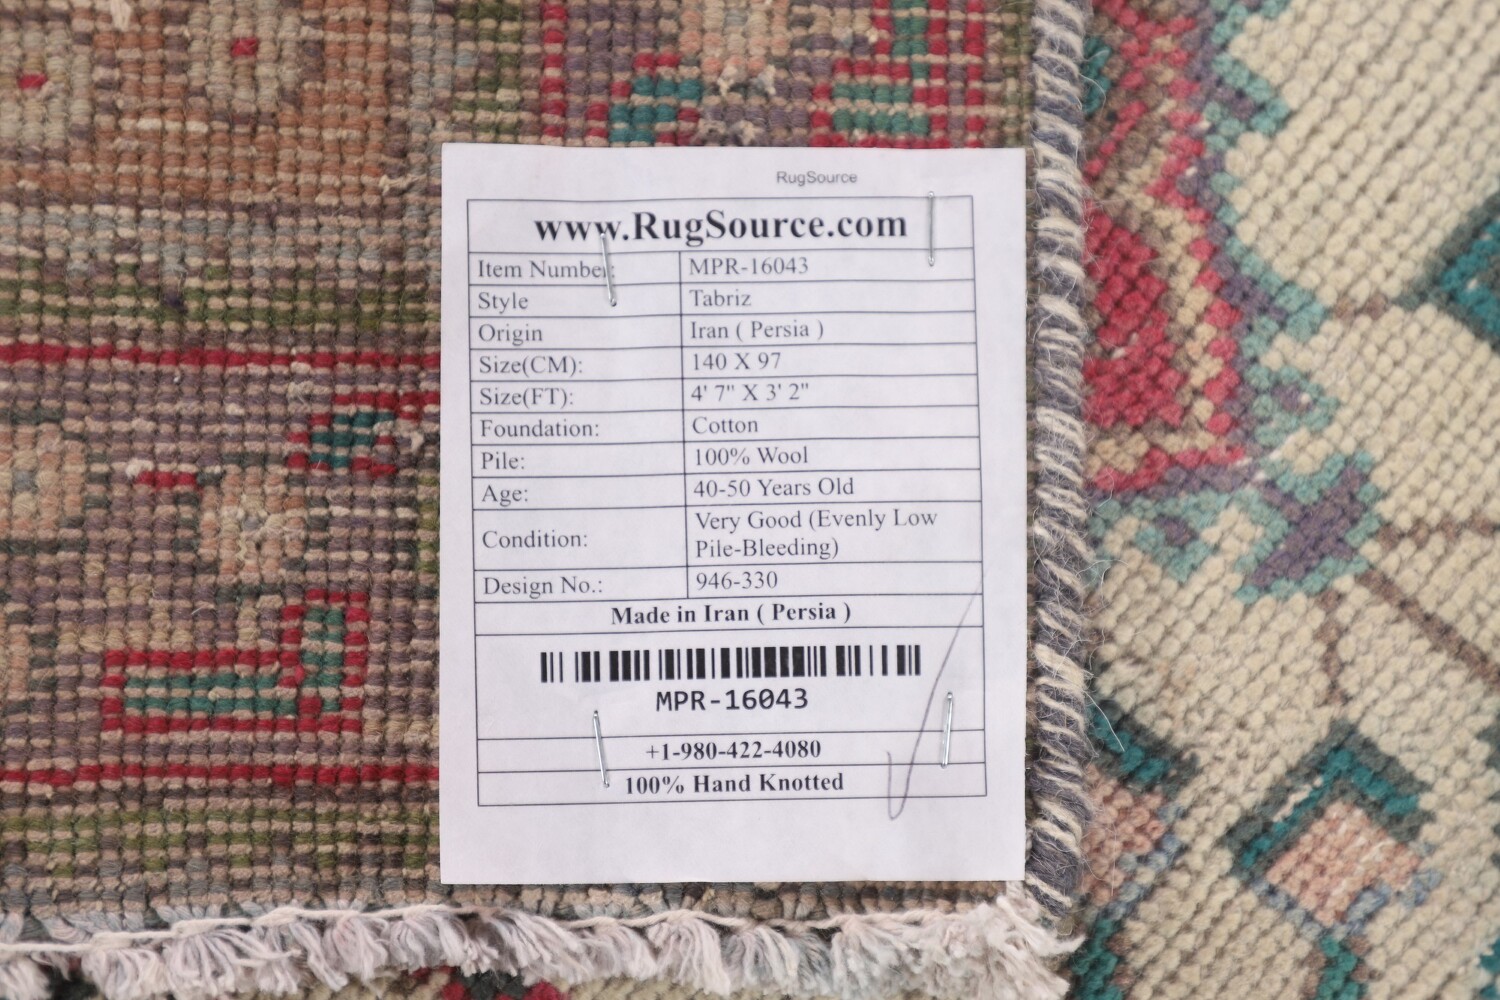 RugSource
www.RugSource.com
Item Number: MPR-16043
Style Tabriz
Origin Iran ( Persia )
Size(CM): 140 X 97
Size(FT): 4' 7" X 3' 2"
Foundation: Cotton
Pile: 100% Wool
Age: 40-50 Years Old
Condition: Very Good (Evenly Low
Pile-Bleeding)
Design No.: 946-330
Made in Iran ( Persia )
MPR-16043
+1-980-422-4080
100% Hand Knotted